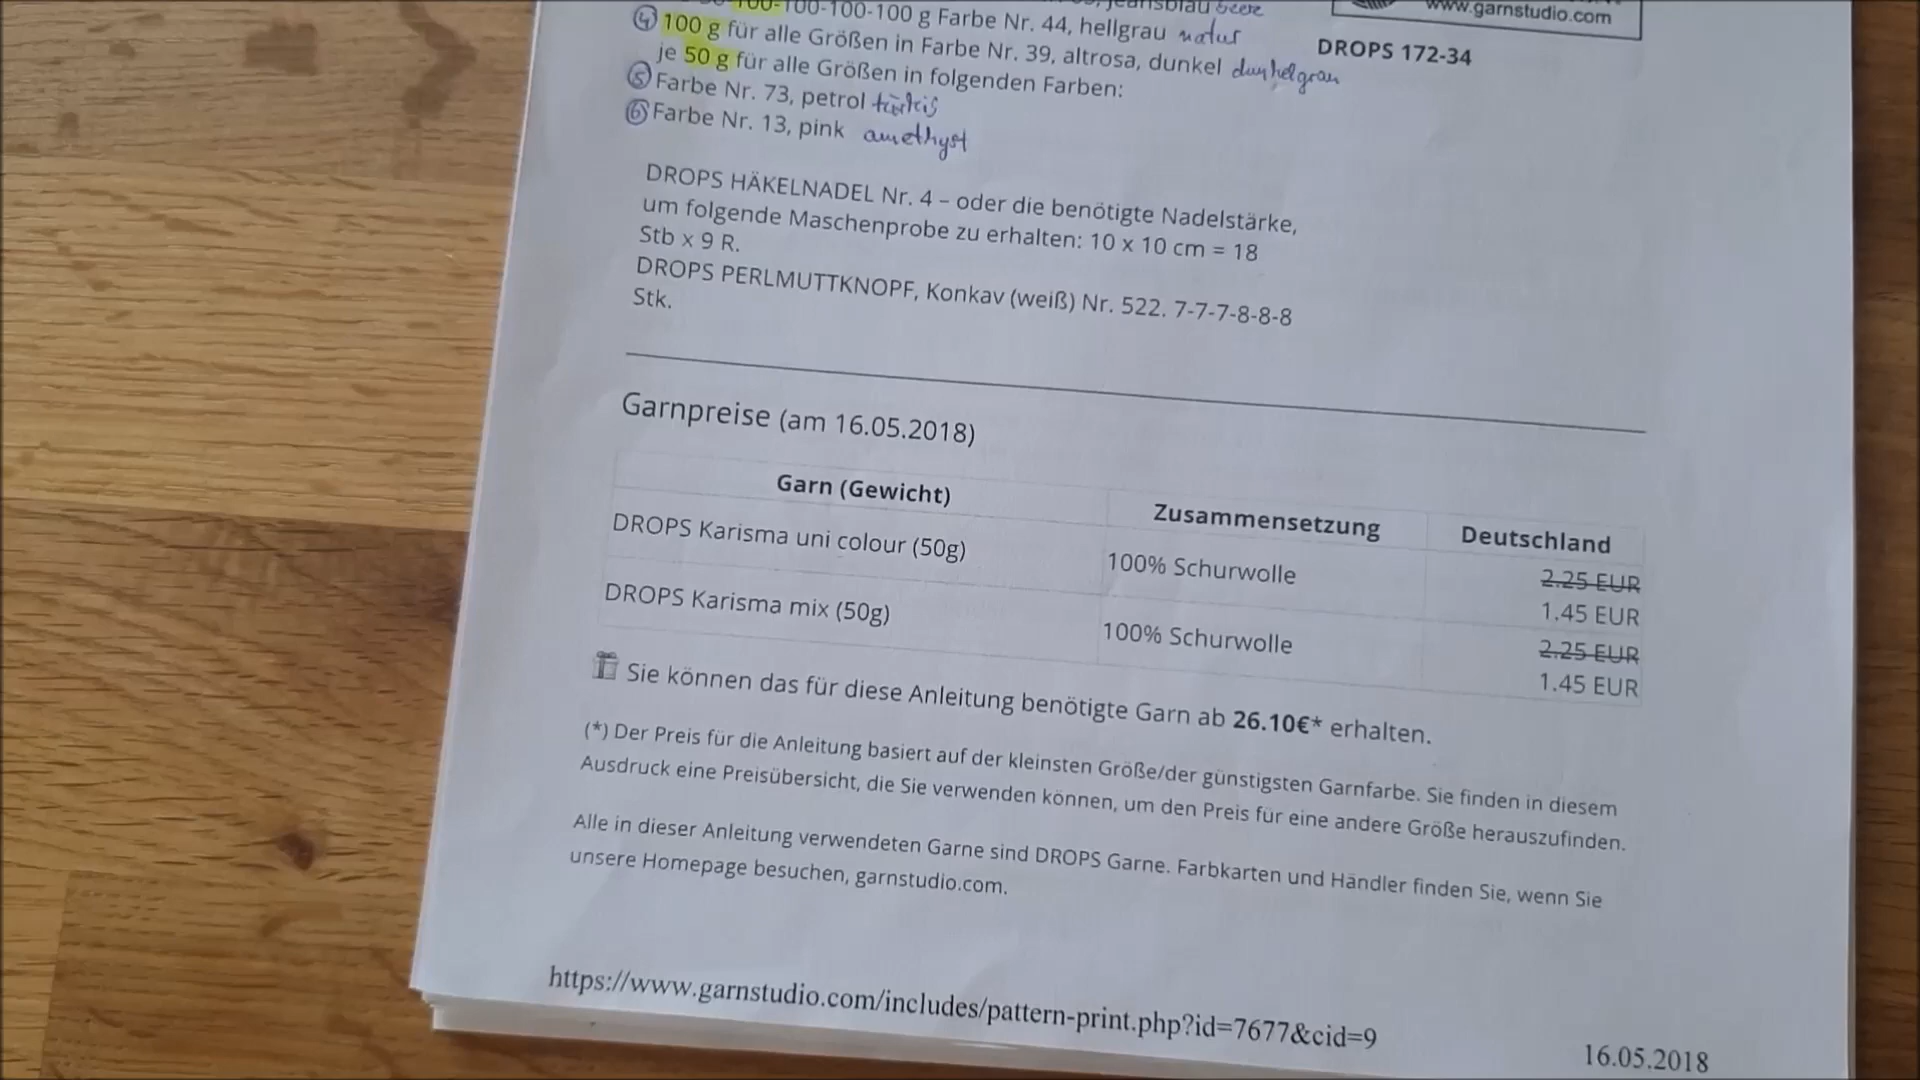 100-100-100-100 g Farbe Nr. 44, hellgrau natur
www.garnstudio.com
④ 100 g für alle Größen in Farbe Nr. 39, altrosa, dunkel dunkelgrau
DROPS 172-34
je 50 g für alle Größen in folgenden Farben:
⑤ Farbe Nr. 73, petrol türkis
⑥ Farbe Nr. 13, pink amethyst
DROPS HÄKELNADEL Nr. 4 – oder die benötigte Nadelstärke,
um folgende Maschenprobe zu erhalten: 10 x 10 cm = 18
Stb x 9 R.
DROPS PERLMUTTKNOPF, Konkav (weiß) Nr. 522. 7-7-7-8-8-8
Stk.
Garnpreise (am 16.05.2018)
Garn (Gewicht) Zusammensetzung Deutschland
DROPS Karisma uni colour (50g) 100% Schurwolle 2.25 EUR
1.45 EUR
DROPS Karisma mix (50g) 100% Schurwolle 2.25 EUR
1.45 EUR
Sie können das für diese Anleitung benötigte Garn ab 26.10€* erhalten.
(*) Der Preis für die Anleitung basiert auf der kleinsten Größe/der günstigsten Garnfarbe. Sie finden in diesem
Ausdruck eine Preisübersicht, die Sie verwenden können, um den Preis für eine andere Größe herauszufinden.
Alle in dieser Anleitung verwendeten Garne sind DROPS Garne. Farbkarten und Händler finden Sie, wenn Sie
unsere Homepage besuchen, garnstudio.com.
https://www.garnstudio.com/includes/pattern-print.php?id=7677&cid=9
16.05.2018